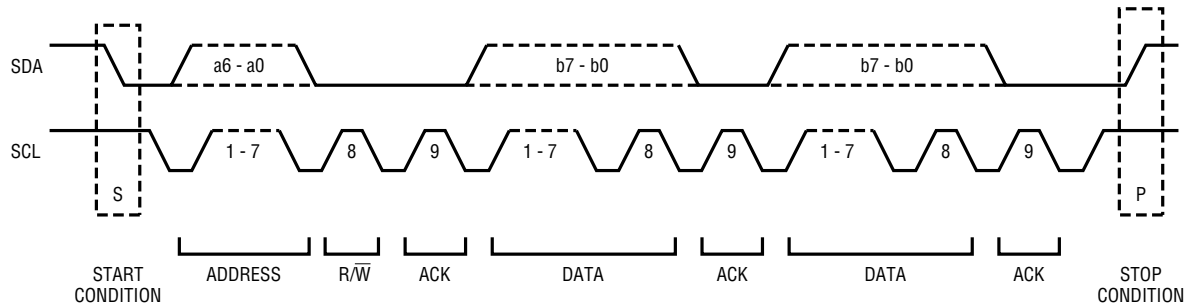 SDA
a6 - a0
b7 - b0
b7 - b0
SCL
1 - 7
8
9
1 - 7
8
9
1 - 7
8
9
S
P
START
CONDITION
ADDRESS
R/W̅
ACK
DATA
ACK
DATA
ACK
STOP
CONDITION